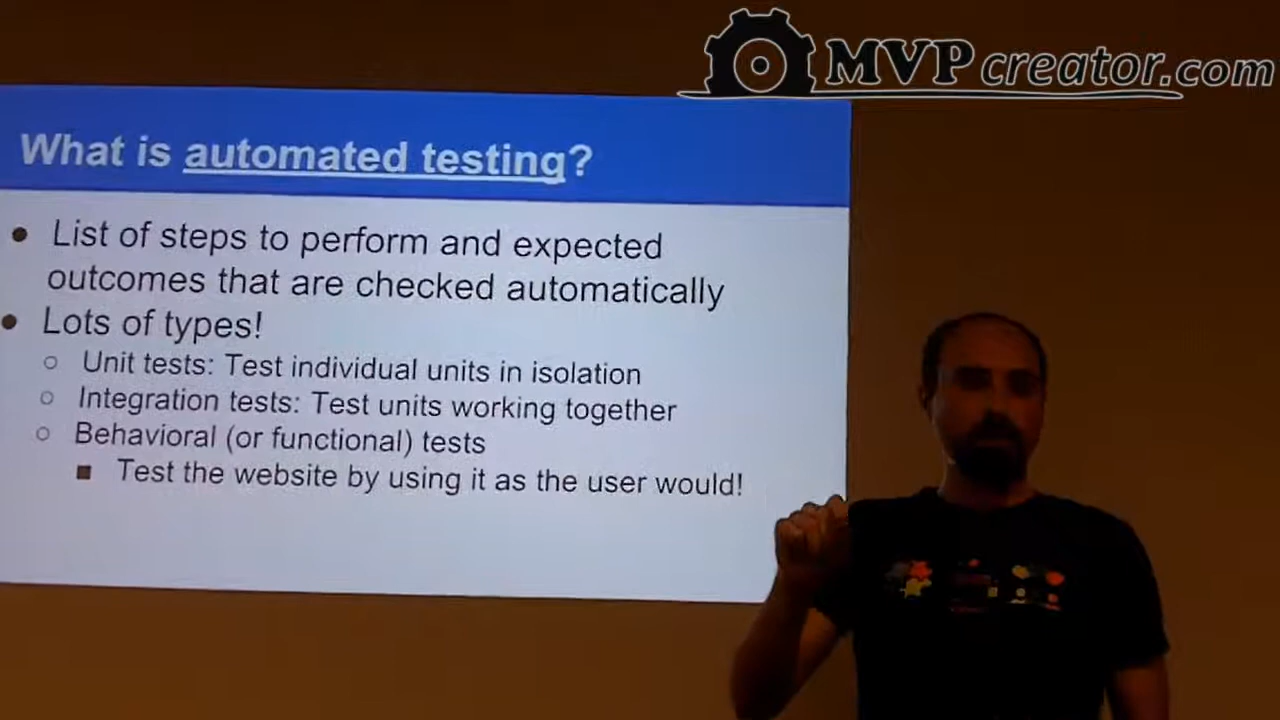 MVPcreator.com
What is automated testing?
● List of steps to perform and expected
outcomes that are checked automatically
● Lots of types!
○ Unit tests: Test individual units in isolation
○ Integration tests: Test units working together
○ Behavioral (or functional) tests
■ Test the website by using it as the user would!